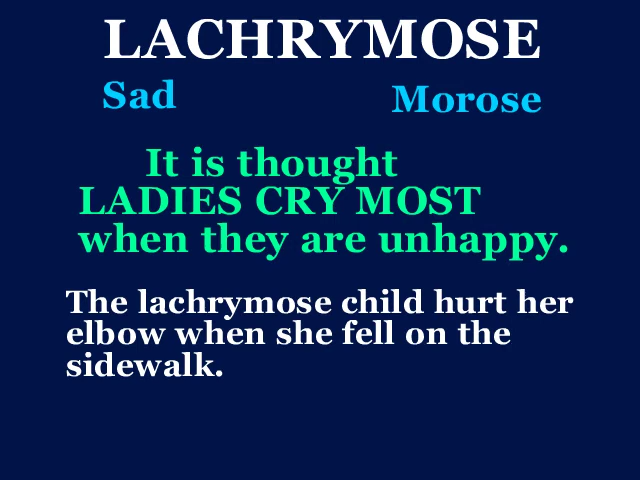 LACHRYMOSE
Sad Morose
It is thought
LADIES CRY MOST
when they are unhappy.
The lachrymose child hurt her
elbow when she fell on the
sidewalk.